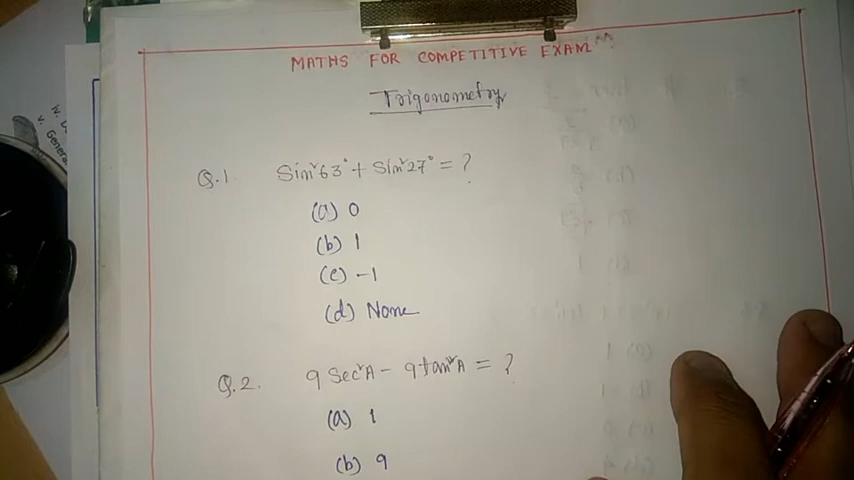 MATHS FOR COMPETITIVE EXAM
Trigonometry
Q.1. Sin²63° + Sin²27° = ?
(a) 0
(b) 1
(c) -1
(d) None
Q.2. 9 Sec²A - 9 tan²A = ?
(a) 1
(b) 9